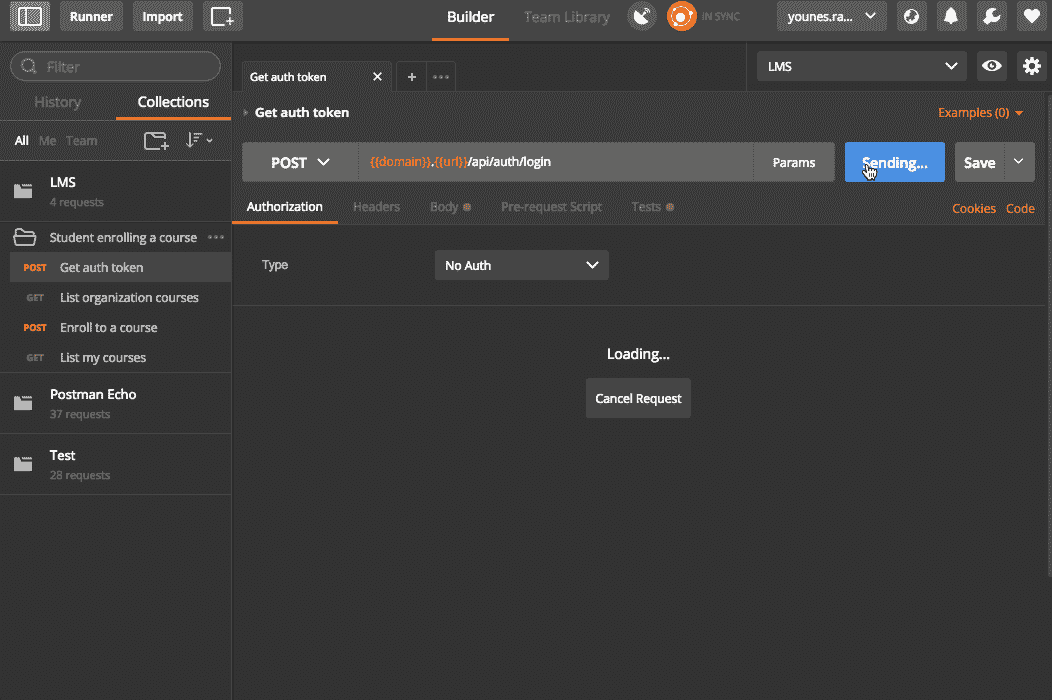 Runner Import Builder Team Library IN SYNC younes.ra...
Filter
History Collections
All Me Team
LMS
4 requests
Student enrolling a course
POST Get auth token
GET List organization courses
POST Enroll to a course
GET List my courses
Postman Echo
37 requests
Test
28 requests
Get auth token
LMS
Get auth token
Examples (0)
POST {{domain}}.{{url}}/api/auth/login Params Sending... Save
Authorization Headers Body Pre-request Script Tests Cookies Code
Type No Auth
Loading...
Cancel Request